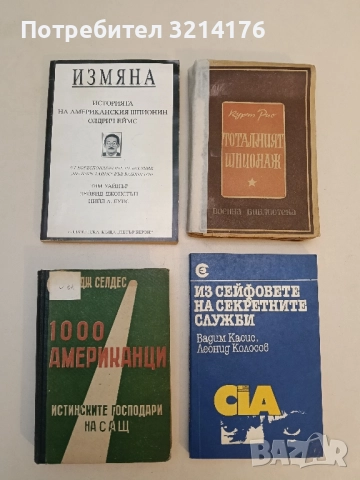 Потребител 3214176
ИЗМЯНА
ИСТОРИЯТА
НА АМЕРИКАНСКИЯ ШПИОНИН
ОЛДРИЧ ЕЙМС
Курт Рис
ТОТАЛНИЯТ
ШПИОНАЖ
ВОЕННА БИБЛИОТЕКА
ДЖ СЕЛДЕС
1000
АМЕРИКАНЦИ
ИСТИНСКИТЕ ГОСПОДАРИ
НА САЩ
ИЗ СЕЙФОВЕТЕ
НА СЕКРЕТНИТЕ
СЛУЖБИ
Вадим Касис,
Леонид Колосов
CIA
bazar